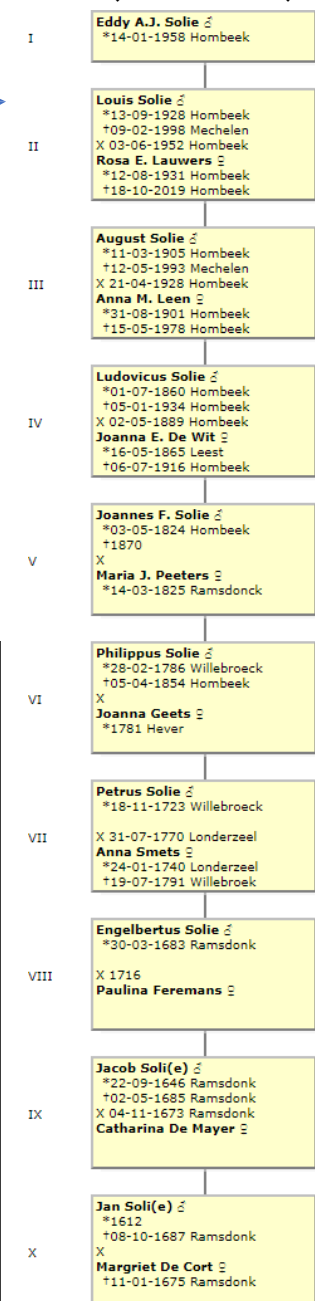 I
Eddy A.J. Solie ♂
*14-01-1958 Hombeek
II
Louis Solie ♂
*13-09-1928 Hombeek
†09-02-1998 Mechelen
X 03-06-1952 Hombeek
Rosa E. Lauwers ♀
*12-08-1931 Hombeek
†18-10-2019 Hombeek
III
August Solie ♂
*11-03-1905 Hombeek
†12-05-1993 Mechelen
X 21-04-1928 Hombeek
Anna M. Leen ♀
*31-08-1901 Hombeek
†15-05-1978 Hombeek
IV
Ludovicus Solie ♂
*01-07-1860 Hombeek
†05-01-1934 Hombeek
X 02-05-1889 Hombeek
Joanna E. De Wit ♀
*16-05-1865 Leest
†06-07-1916 Hombeek
V
Joannes F. Solie ♂
*03-05-1824 Hombeek
†1870
X
Maria J. Peeters ♀
*14-03-1825 Ramsdonck
VI
Philippus Solie ♂
*28-02-1786 Willebroeck
†05-04-1854 Hombeek
X
Joanna Geets ♀
*1781 Hever
VII
Petrus Solie ♂
*18-11-1723 Willebroeck
X 31-07-1770 Londerzeel
Anna Smets ♀
*24-01-1740 Londerzeel
†19-07-1791 Willebroek
VIII
Engelbertus Solie ♂
*30-03-1683 Ramsdonk
X 1716
Paulina Feremans ♀
IX
Jacob Soli(e) ♂
*22-09-1646 Ramsdonk
†02-05-1685 Ramsdonk
X 04-11-1673 Ramsdonk
Catharina De Mayer ♀
X
Jan Soli(e) ♂
*1612
†08-10-1687 Ramsdonk
X
Margriet De Cort ♀
†11-01-1675 Ramsdonk